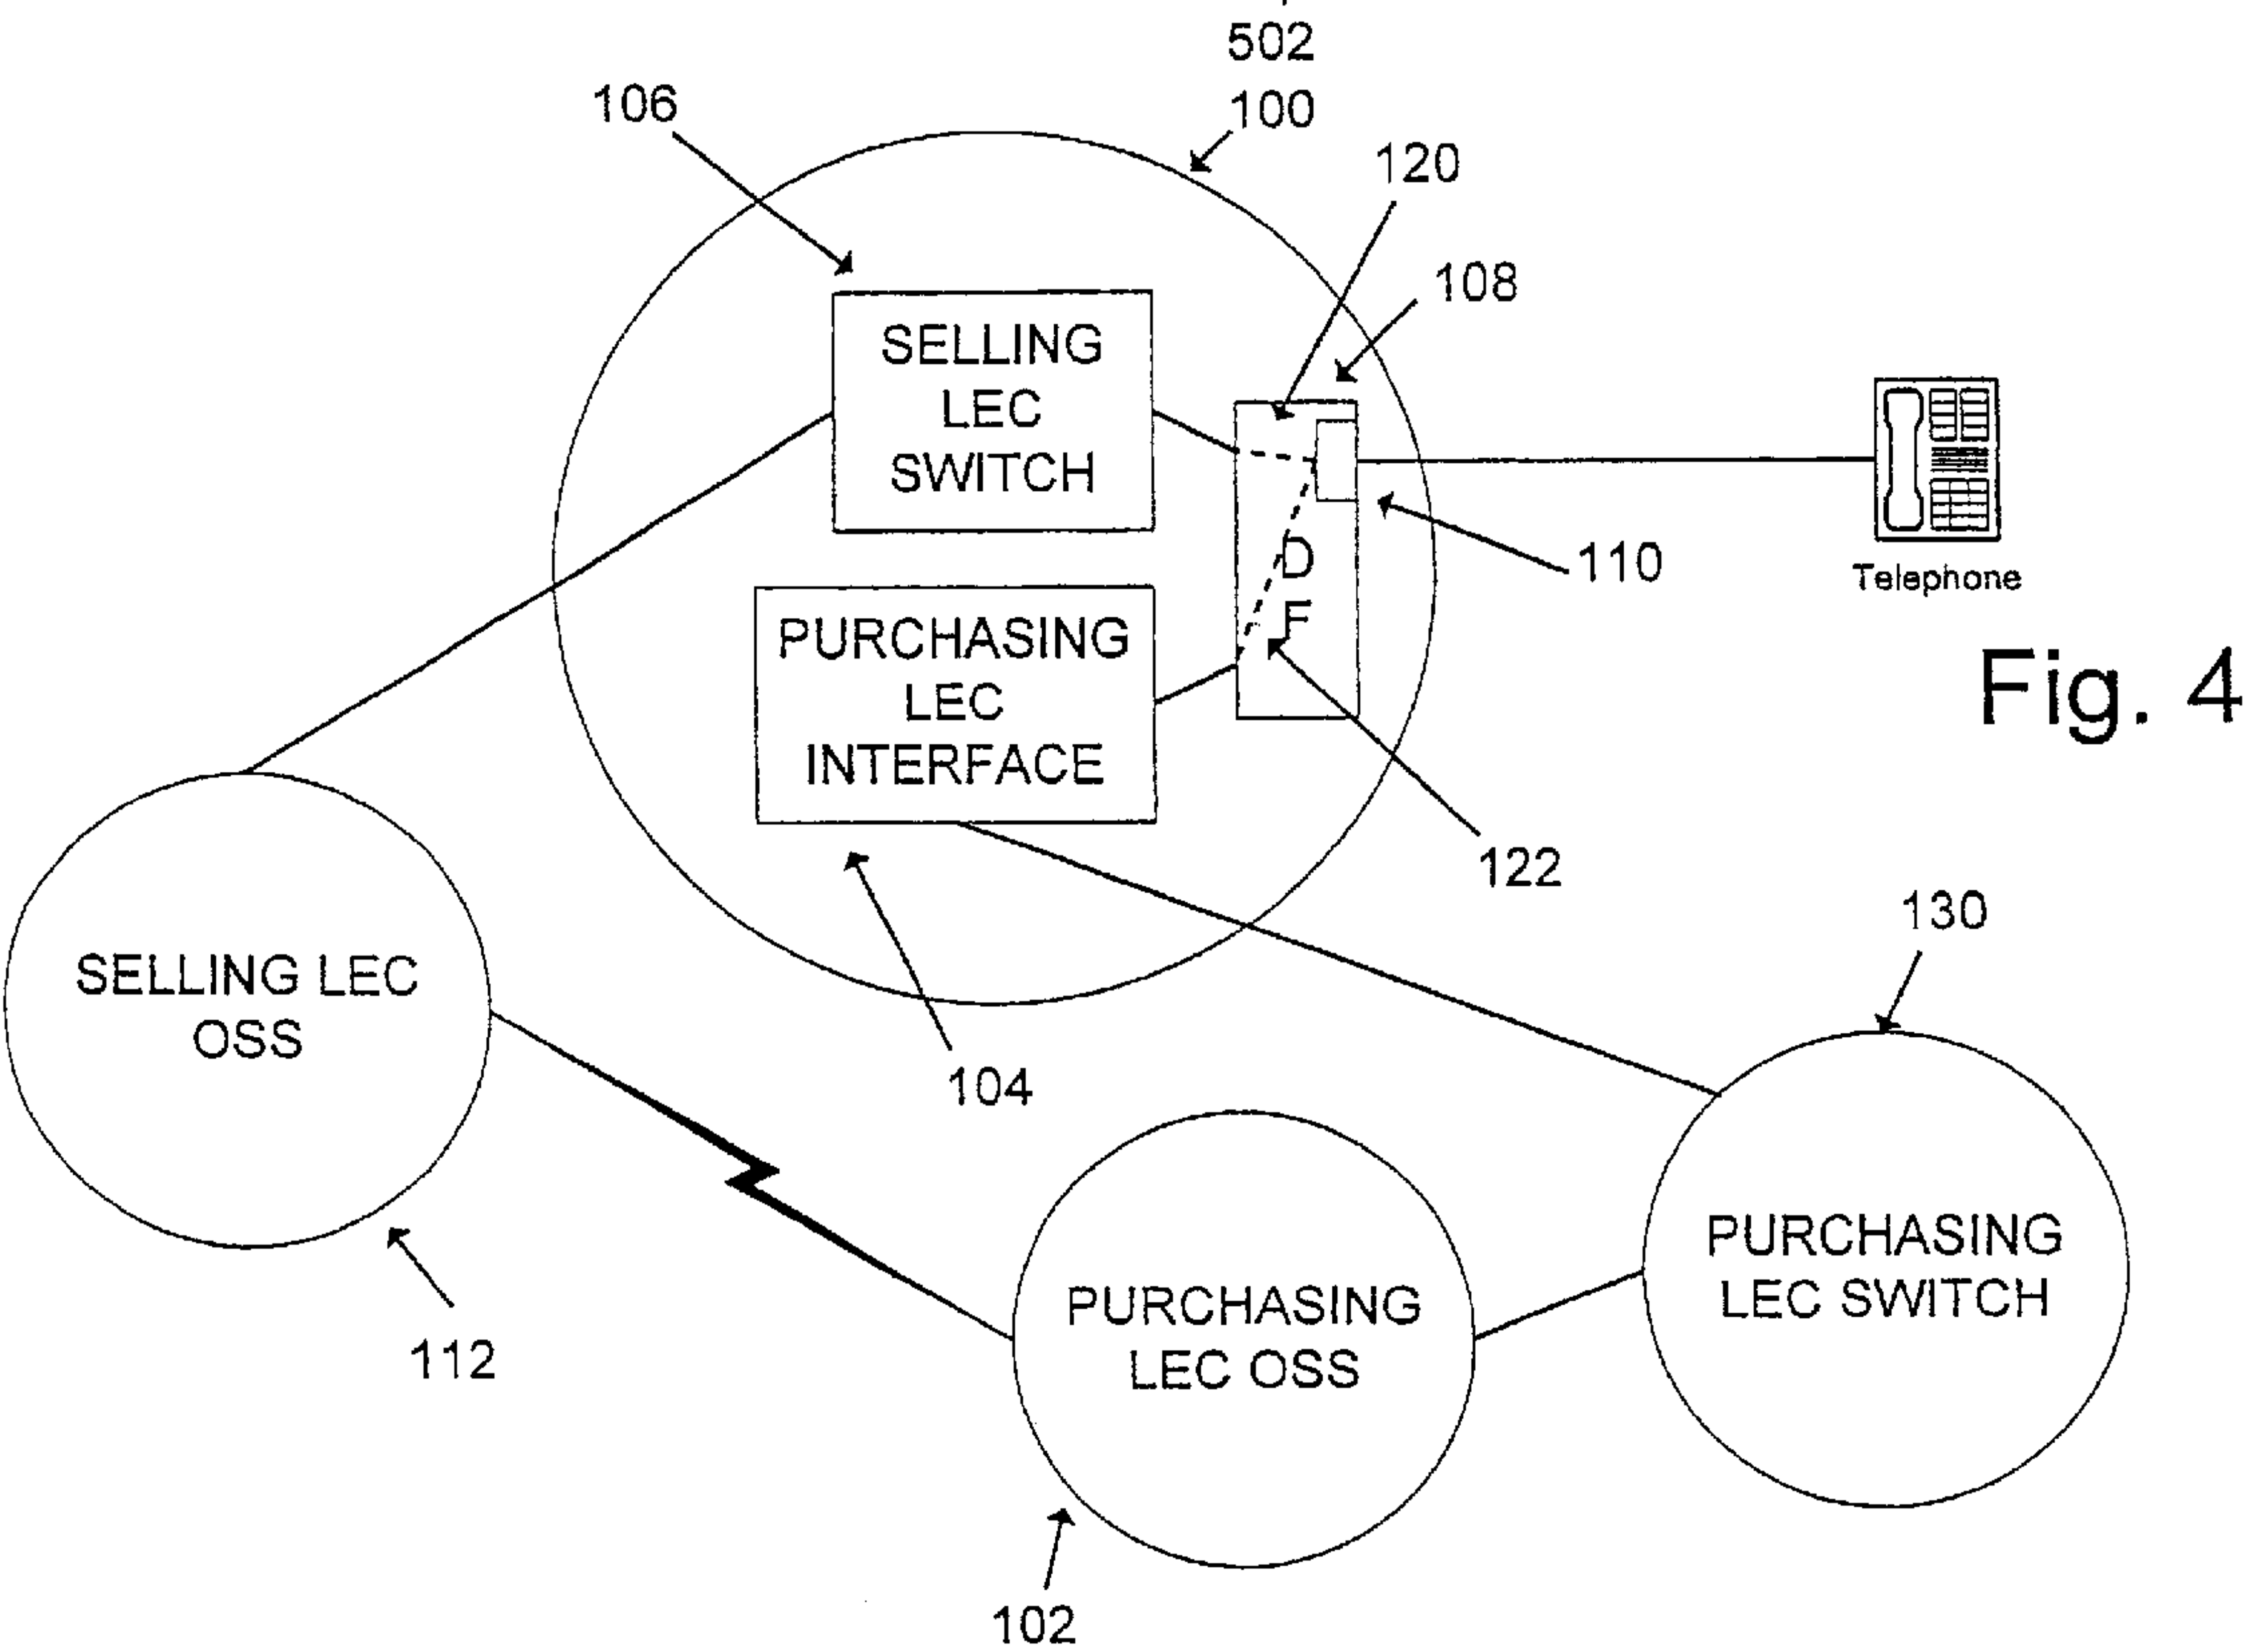 502
106
100
120
108
SELLING
LEC
SWITCH
D
F
110
Telephone
PURCHASING
LEC
INTERFACE
Fig. 4
122
130
SELLING LEC
OSS
104
PURCHASING
LEC SWITCH
PURCHASING
LEC OSS
112
102